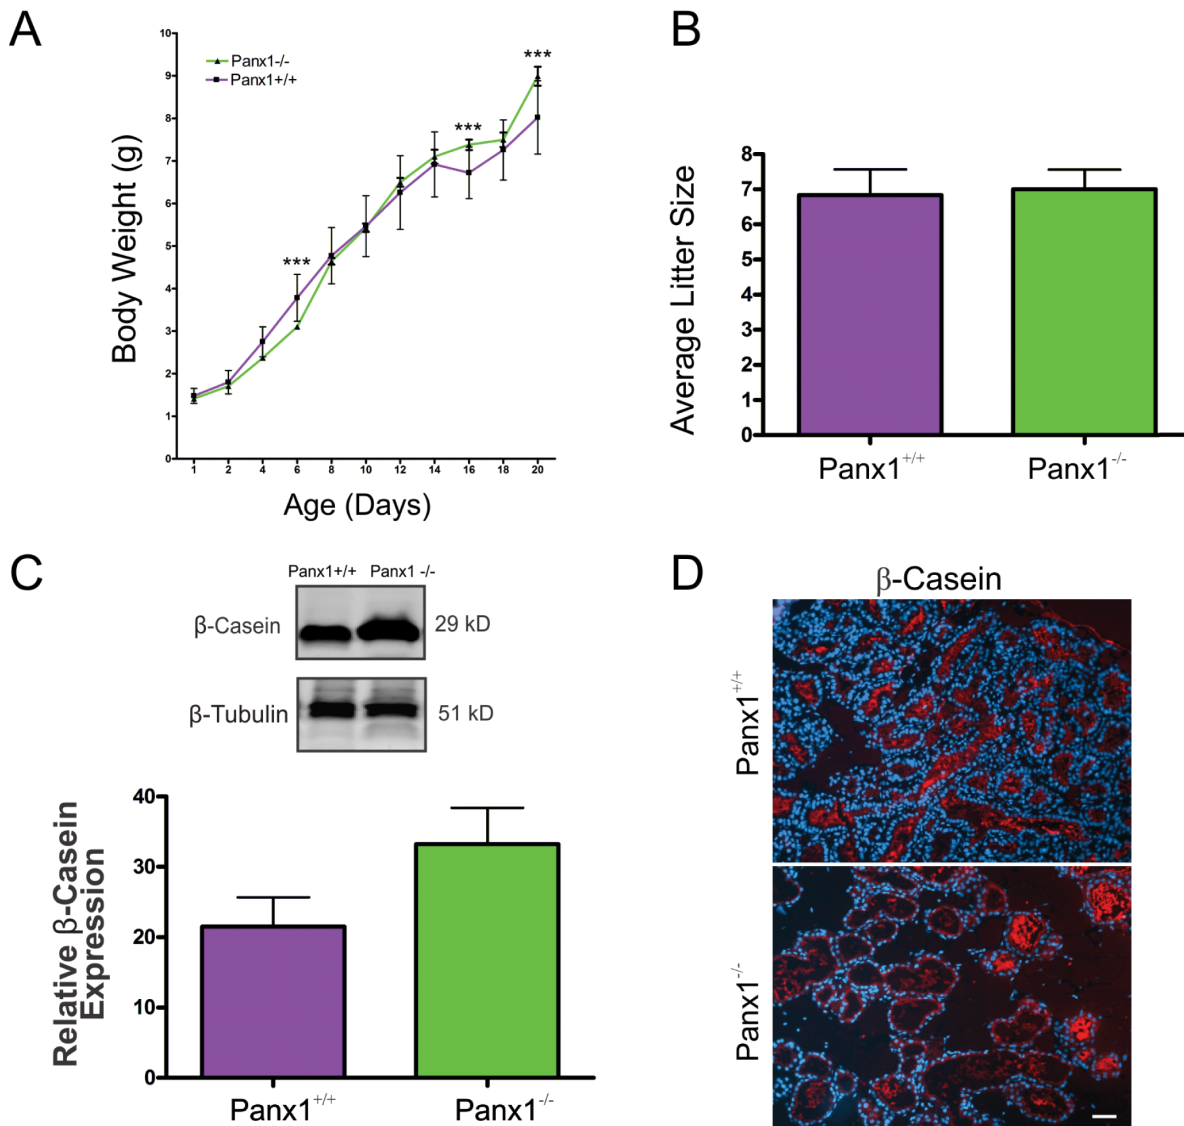 A
Panx1-/-
Panx1+/+
***
***
***
Body Weight (g)
10
9
8
7
6
5
4
3
2
1
0
1 2 4 6 8 10 12 14 16 18 20
Age (Days)
B
Average Litter Size
8
7
6
5
4
3
2
1
0
Panx1+/+ Panx1-/-
C
Panx1+/+ Panx1 -/-
β-Casein 29 kD
β-Tubulin 51 kD
Relative β-Casein
Expression
40
30
20
10
0
Panx1+/+ Panx1-/-
D
β-Casein
Panx1+/+
Panx1-/-